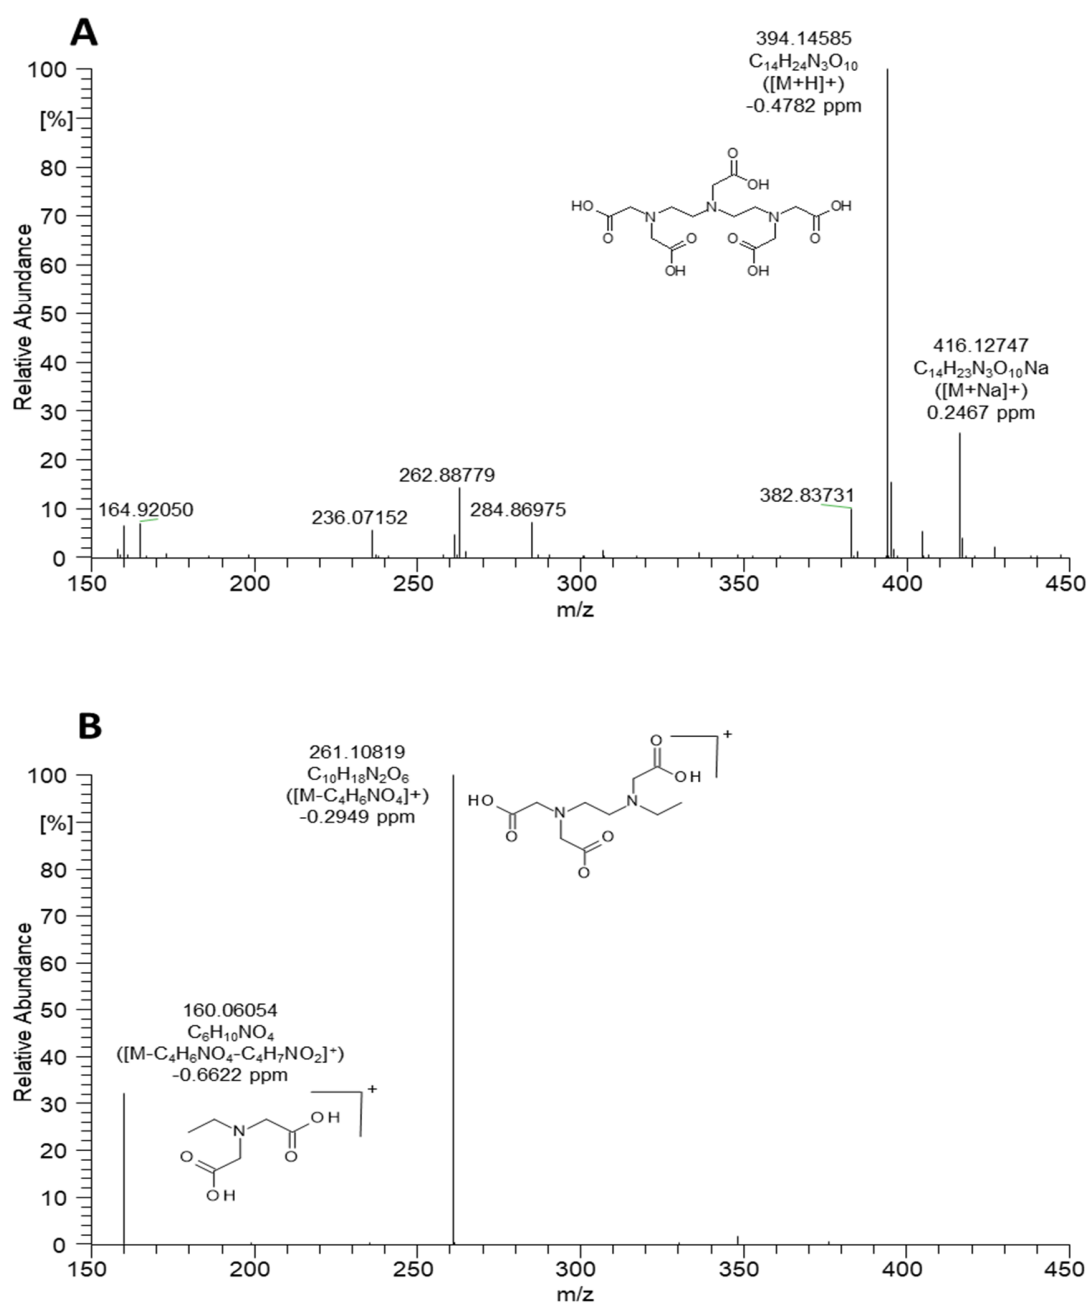 A
394.14585
C₁₄H₂₄N₃O₁₀
([M+H]+)
-0.4782 ppm
100
[%]
80
70
60
50
40
30
20
10
0
Relative Abundance
O
OH
HO
O
N
N
N
OH
O
O
OH
O
OH
416.12747
C₁₄H₂₃N₃O₁₀Na
([M+Na]+)
0.2467 ppm
164.92050
236.07152
262.88779
284.86975
382.83731
150 200 250 300 350 400 450
m/z
B
261.10819
C₁₀H₁₈N₂O₆
([M-C₄H₆NO₄]+)
-0.2949 ppm
100
[%]
80
70
60
50
40
30
20
10
0
Relative Abundance
O
OH
+
HO
O
N
N
O
O
160.06054
C₆H₁₀NO₄
([M-C₄H₆NO₄-C₄H₇NO₂]⁺)
-0.6622 ppm
+
N
OH
O
O
OH
150 200 250 300 350 400 450
m/z